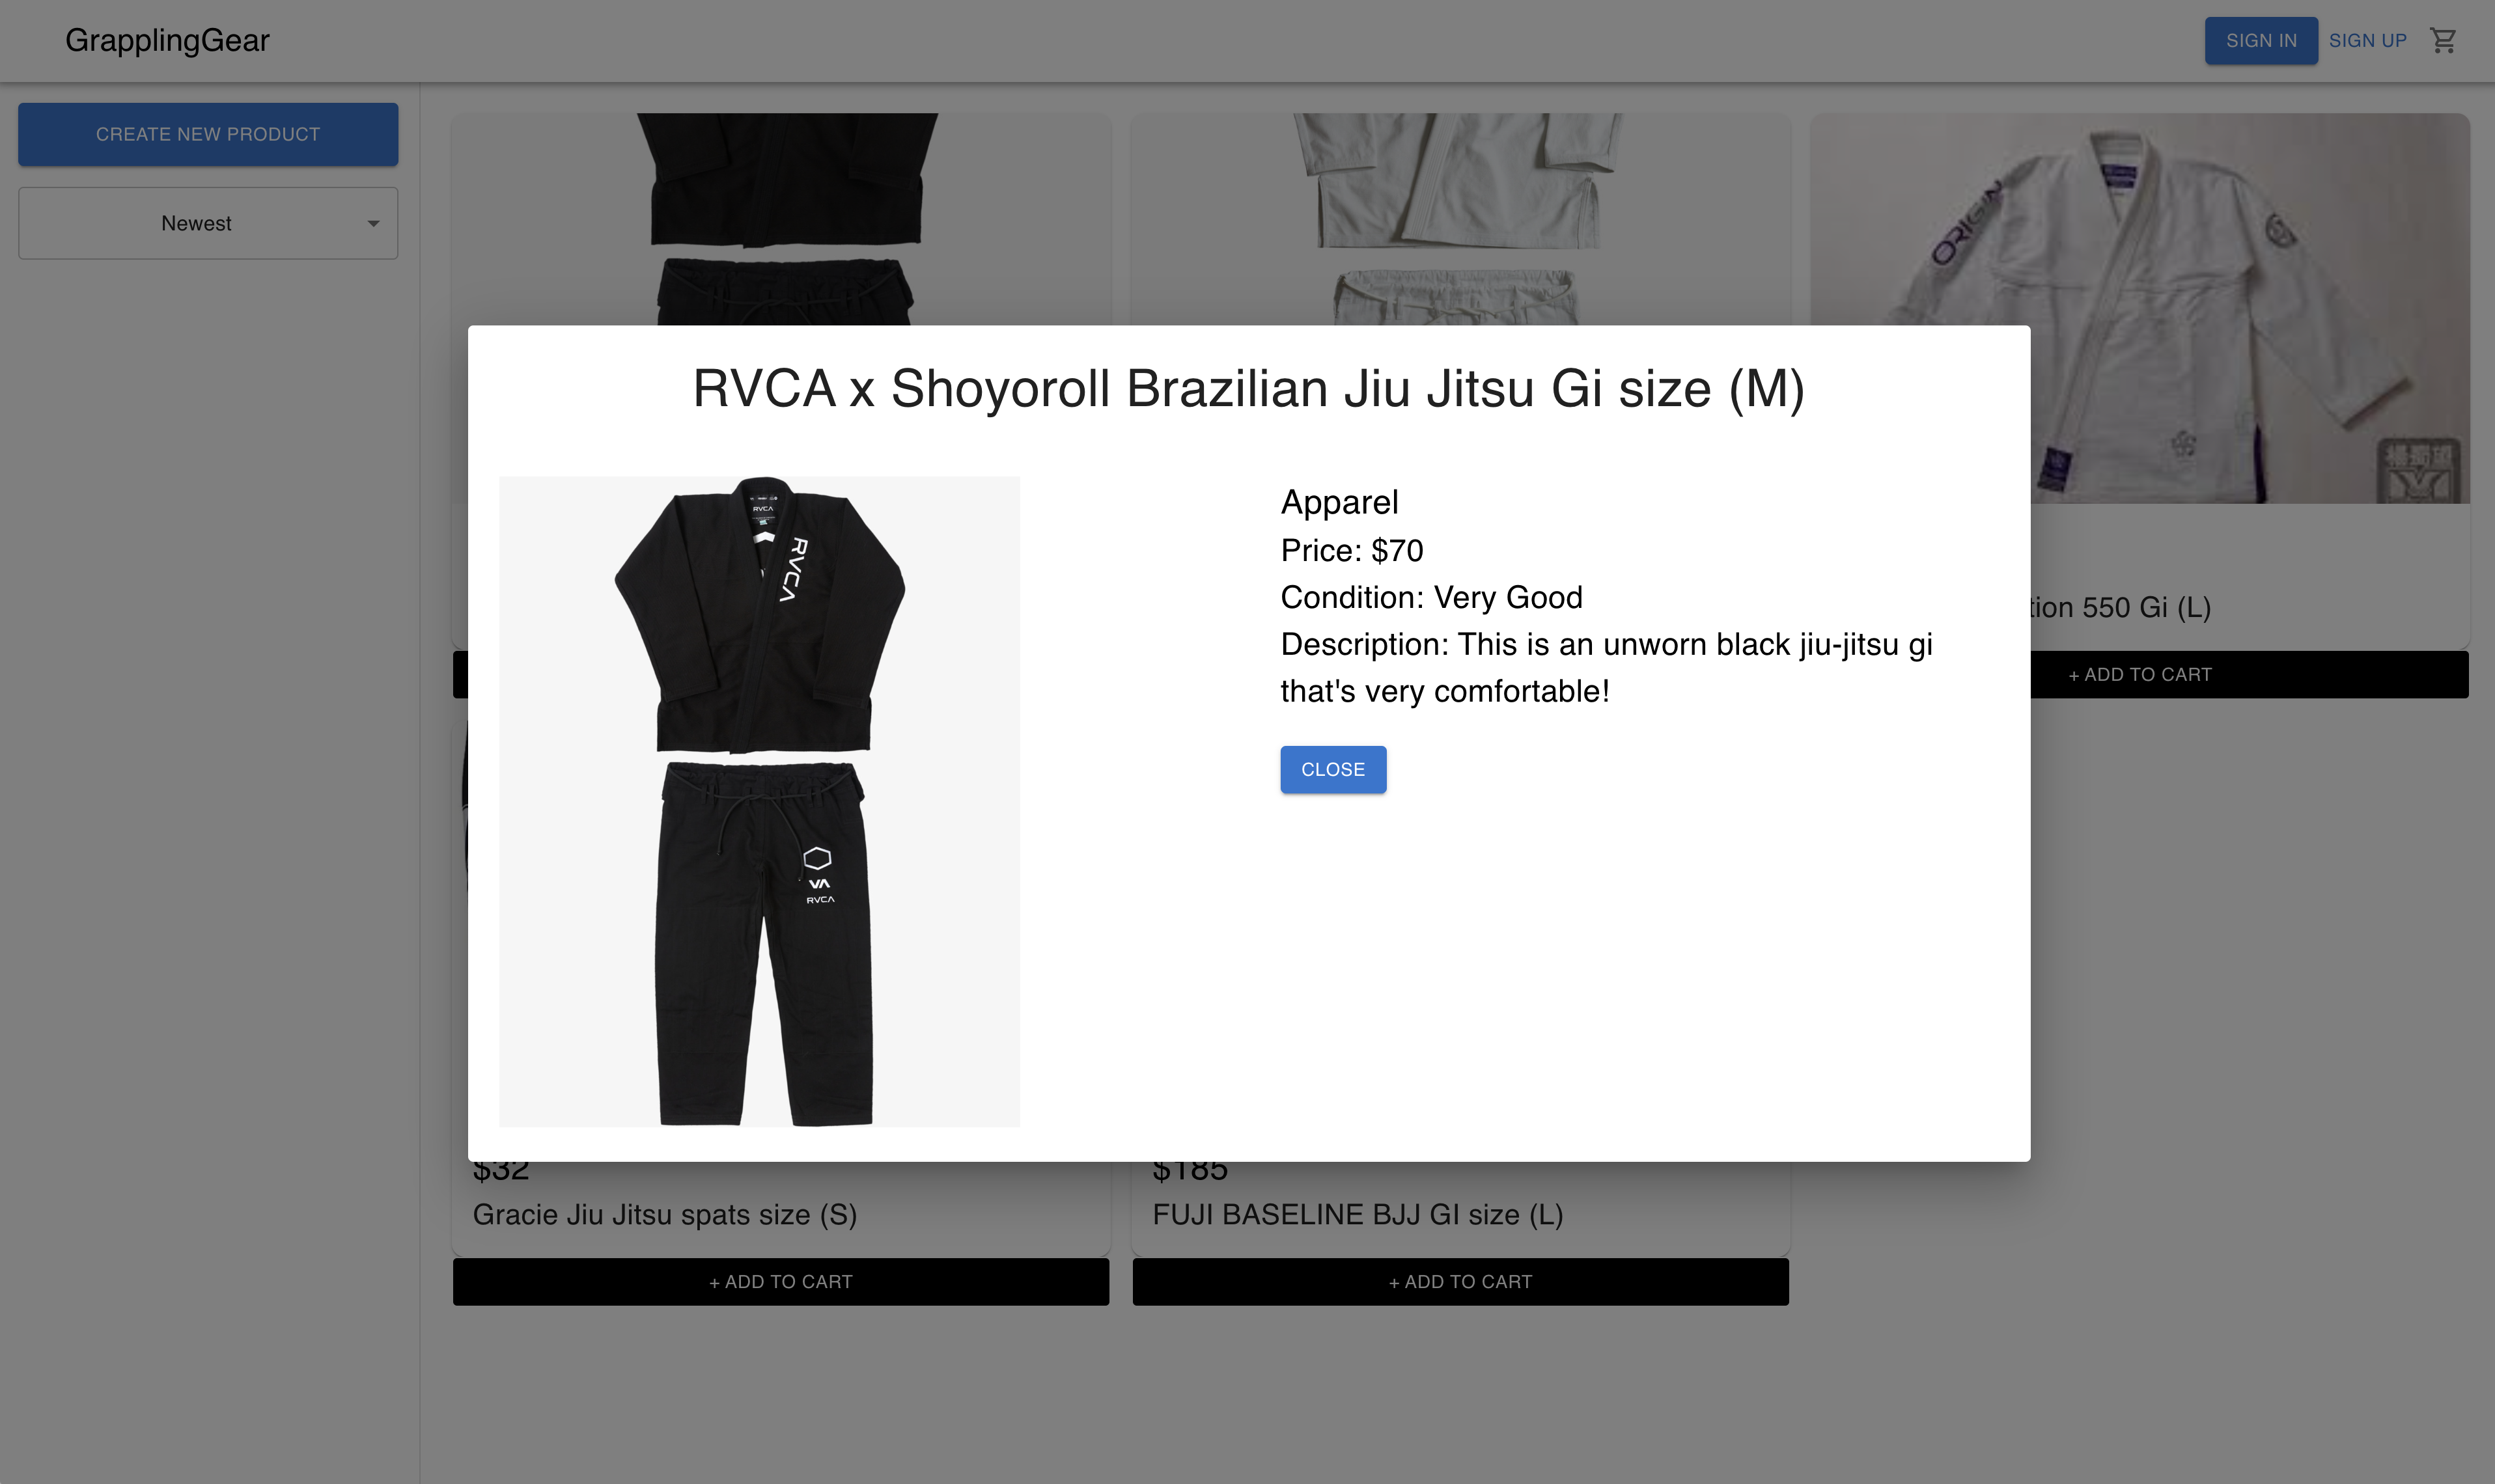 GrapplingGear
SIGN IN
SIGN UP
CREATE NEW PRODUCT
Newest
ORIGIN
RVCA x Shoyoroll Brazilian Jiu Jitsu Gi size (M)
RVCA
RVCA
VA
RVCA
Apparel
Price: $70
Condition: Very Good
Description: This is an unworn black jiu-jitsu gi
that's very comfortable!
CLOSE
550 Gi (L)
+ ADD TO CART
$32
Gracie Jiu Jitsu spats size (S)
+ ADD TO CART
$185
FUJI BASELINE BJJ GI size (L)
+ ADD TO CART